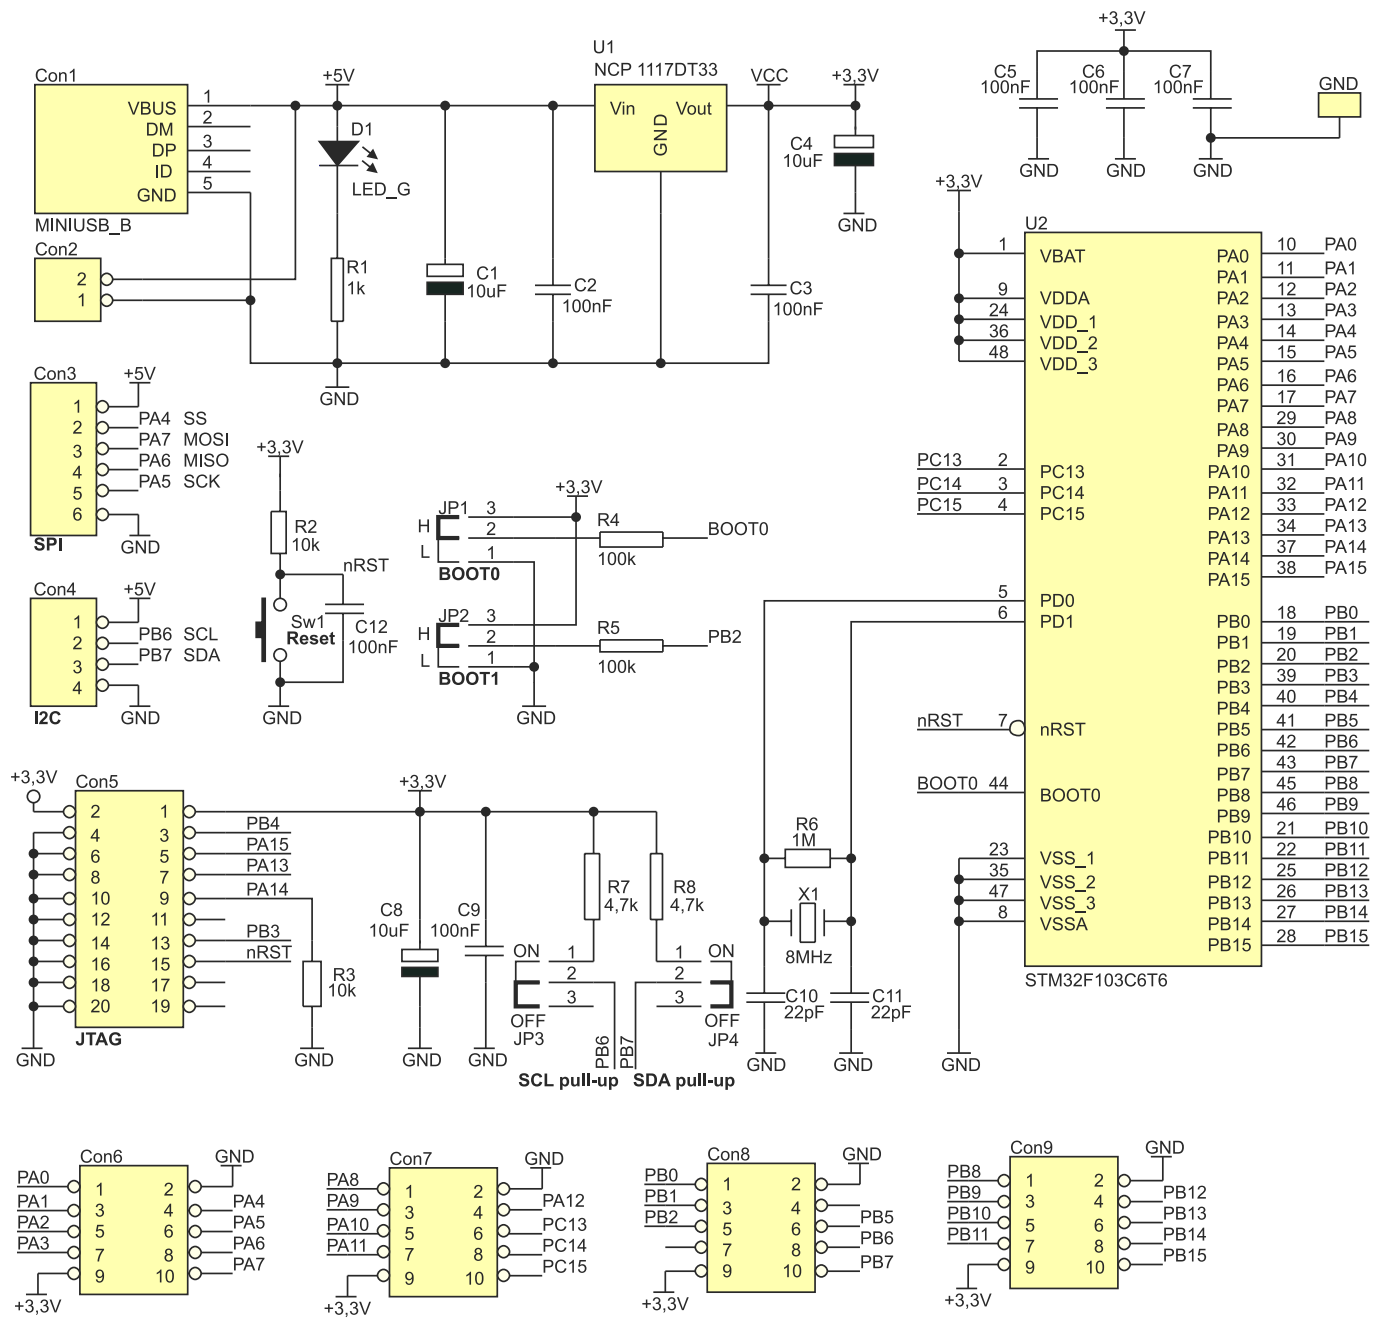 Con1
MINIUSB_B
VBUS 1
DM 2
DP 3
ID 4
GND 5
+5V
D1
LED_G
R1
1k
C1
10uF
C2
100nF
U1
NCP 1117DT33
Vin
Vout
GND
VCC
C3
100nF
+3,3V
C4
10uF
GND
GND
Con2
2
1
+3,3V
C5
100nF
C6
100nF
C7
100nF
GND
GND
GND
GND
Con3
+5V
1
2 PA4 SS
3 PA7 MOSI
4 PA6 MISO
5 PA5 SCK
6
GND
SPI
Con4
+5V
1
2 PB6 SCL
3 PB7 SDA
4
GND
I2C
+3,3V
R2
10k
nRST
Sw1
Reset
C12
100nF
GND
+3,3V
JP1
H
L
3
2
1
BOOT0
R4
100k
BOOT0
JP2
H
L
3
2
1
BOOT1
R5
100k
PB2
GND
+3,3V
U2
1 VBAT
9 VDDA
24 VDD_1
36 VDD_2
48 VDD_3
PC13 2 PC13
PC14 3 PC14
PC15 4 PC15
5 PD0
6 PD1
nRST 7 nRST
BOOT0 44 BOOT0
23 VSS_1
35 VSS_2
47 VSS_3
8 VSSA
GND
PA0 10 PA0
PA1 11 PA1
PA2 12 PA2
PA3 13 PA3
PA4 14 PA4
PA5 15 PA5
PA6 16 PA6
PA7 17 PA7
PA8 29 PA8
PA9 30 PA9
PA10 31 PA10
PA11 32 PA11
PA12 33 PA12
PA13 34 PA13
PA14 37 PA14
PA15 38 PA15
PB0 18 PB0
PB1 19 PB1
PB2 20 PB2
PB3 39 PB3
PB4 40 PB4
PB5 41 PB5
PB6 42 PB6
PB7 43 PB7
PB8 45 PB8
PB9 46 PB9
PB10 21 PB10
PB11 22 PB11
PB12 25 PB12
PB13 26 PB13
PB14 27 PB14
PB15 28 PB15
STM32F103C6T6
+3,3V
Con5
2 1
4 3 PB4
6 5 PA15
8 7 PA13
10 9 PA14
12 11
14 13 PB3
16 15 nRST
18 17
20 19
GND
JTAG
R3
10k
GND
+3,3V
C8
10uF
GND
C9
100nF
GND
R7
4,7k
R8
4,7k
ON
1
2
3
OFF
JP3
PB6
SCL pull-up
ON
1
2
3
OFF
JP4
PB7
SDA pull-up
R6
1M
X1
8MHz
C10
22pF
C11
22pF
GND
GND
Con6
GND
PA0 1 2
PA1 3 4 PA4
PA2 5 6 PA5
PA3 7 8 PA6
9 10 PA7
+3,3V
Con7
GND
PA8 1 2
PA9 3 4 PA12
PA10 5 6 PC13
PA11 7 8 PC14
9 10 PC15
+3,3V
Con8
GND
PB0 1 2
PB1 3 4
PB2 5 6 PB5
7 8 PB6
9 10 PB7
+3,3V
Con9
GND
PB8 1 2
PB9 3 4 PB12
PB10 5 6 PB13
PB11 7 8 PB14
9 10 PB15
+3,3V